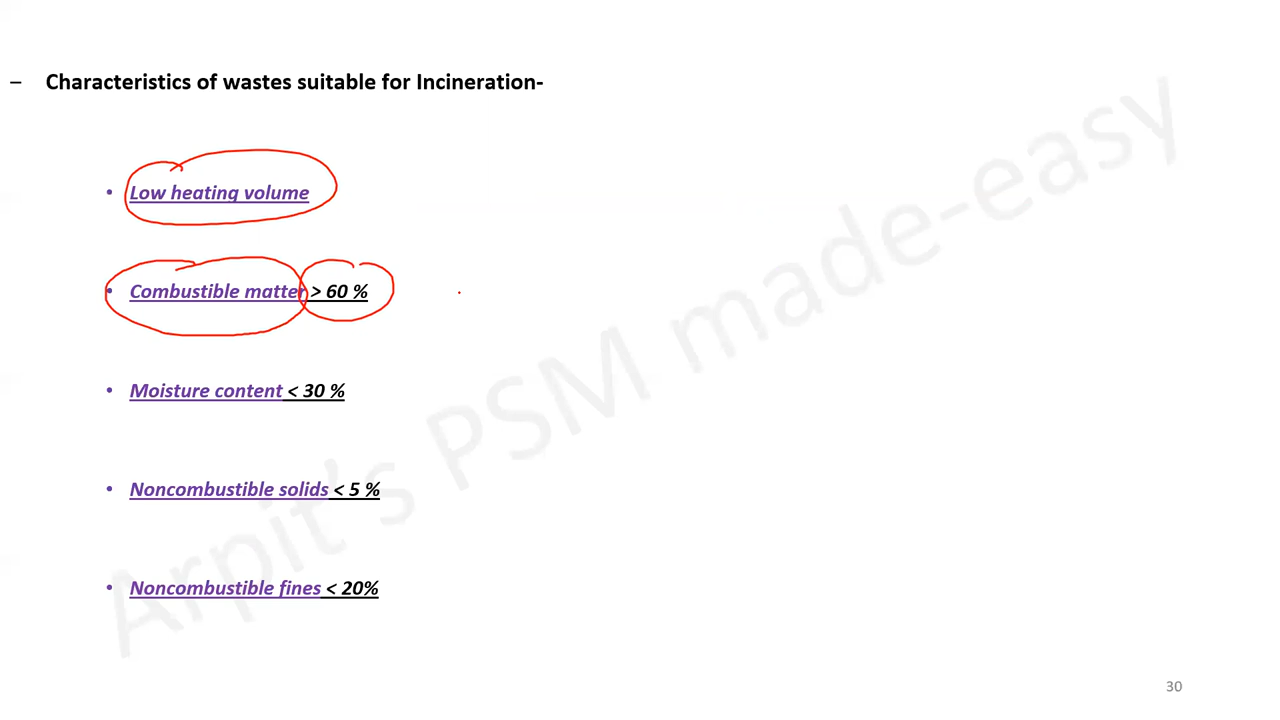 – Characteristics of wastes suitable for Incineration-
• Low heating volume
• Combustible matter > 60 %
• Moisture content < 30 %
• Noncombustible solids < 5 %
• Noncombustible fines < 20%
Arpit's PSM made-easy
30